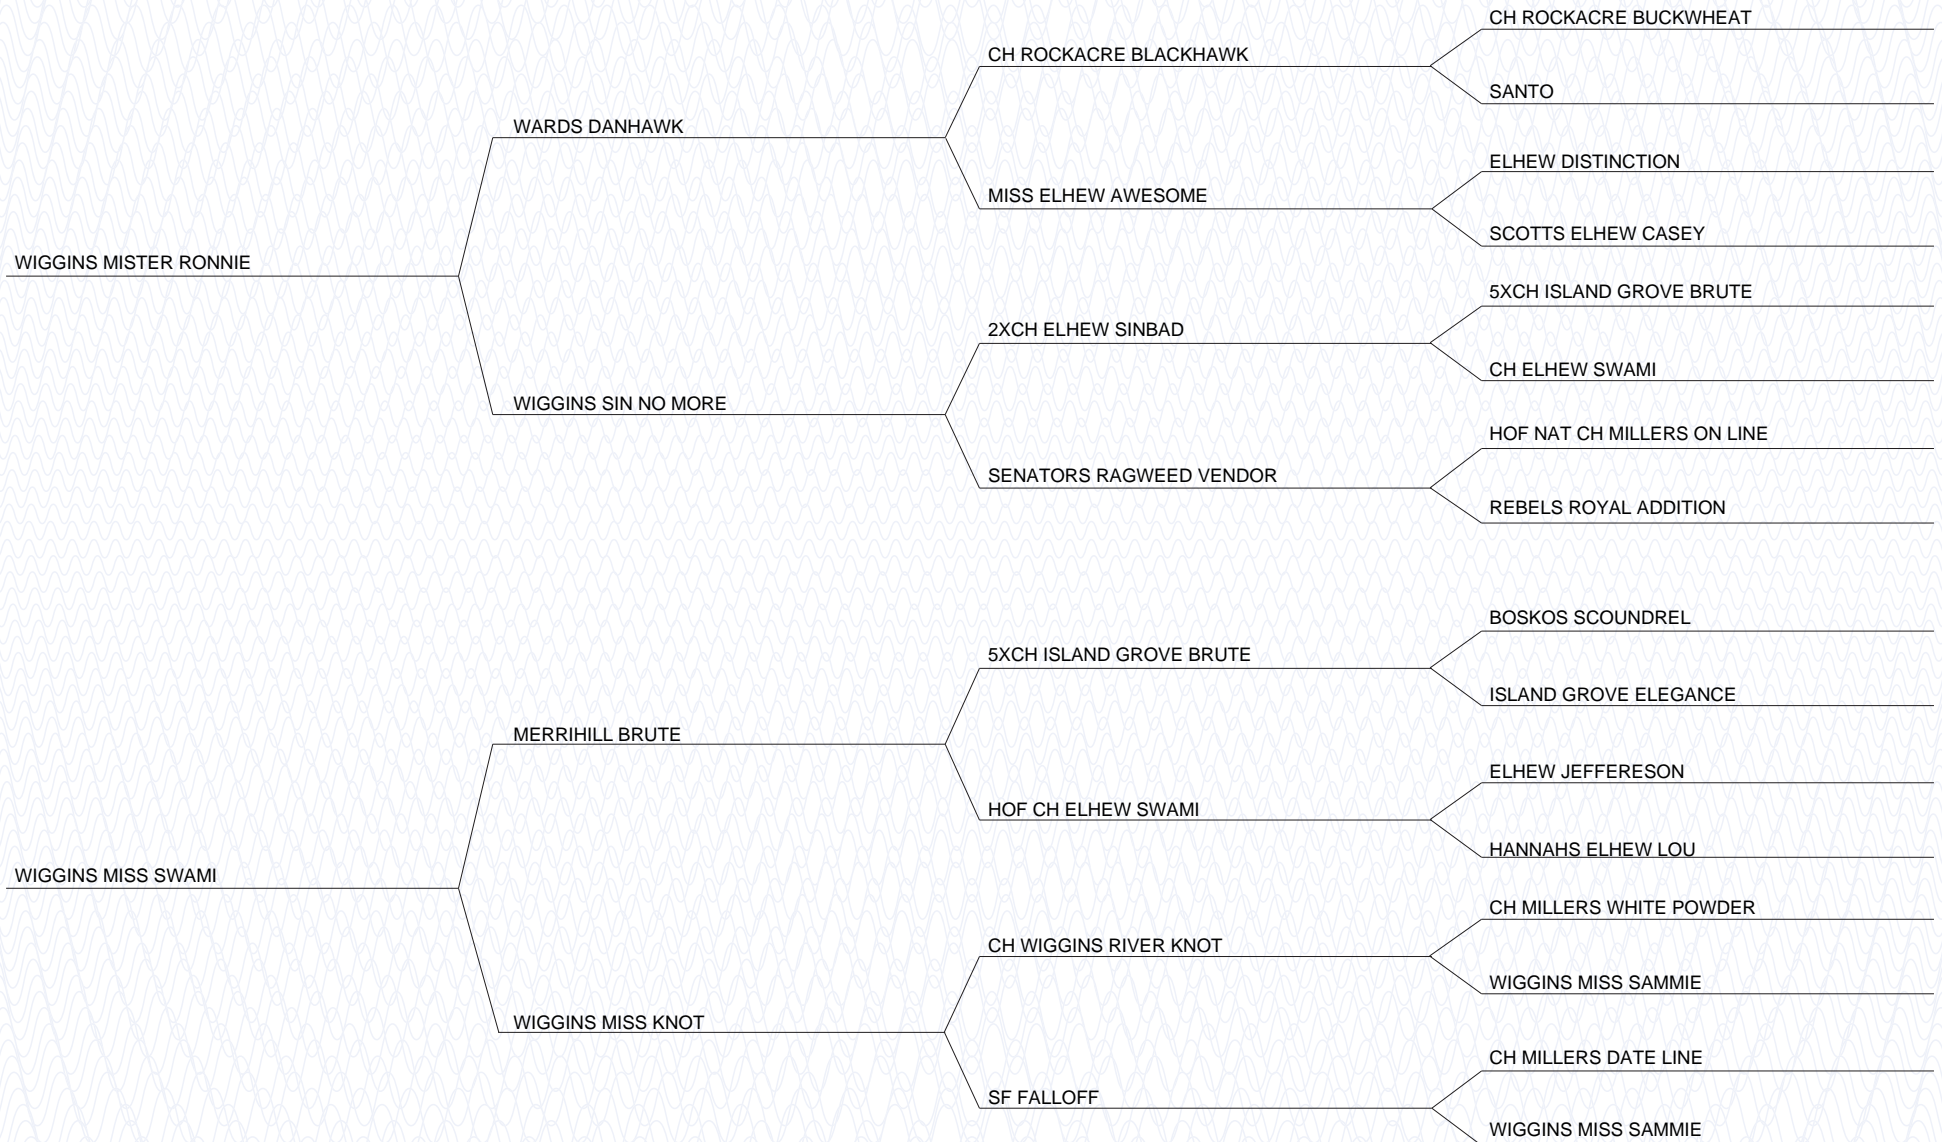 CH ROCKACRE BUCKWHEAT
CH ROCKACRE BLACKHAWK
SANTO
WARDS DANHAWK
ELHEW DISTINCTION
MISS ELHEW AWESOME
SCOTTS ELHEW CASEY
WIGGINS MISTER RONNIE
5XCH ISLAND GROVE BRUTE
2XCH ELHEW SINBAD
CH ELHEW SWAMI
WIGGINS SIN NO MORE
HOF NAT CH MILLERS ON LINE
SENATORS RAGWEED VENDOR
REBELS ROYAL ADDITION
BOSKOS SCOUNDREL
5XCH ISLAND GROVE BRUTE
ISLAND GROVE ELEGANCE
MERRIHILL BRUTE
ELHEW JEFFERESON
HOF CH ELHEW SWAMI
HANNAHS ELHEW LOU
WIGGINS MISS SWAMI
CH MILLERS WHITE POWDER
CH WIGGINS RIVER KNOT
WIGGINS MISS SAMMIE
WIGGINS MISS KNOT
CH MILLERS DATE LINE
SF FALLOFF
WIGGINS MISS SAMMIE